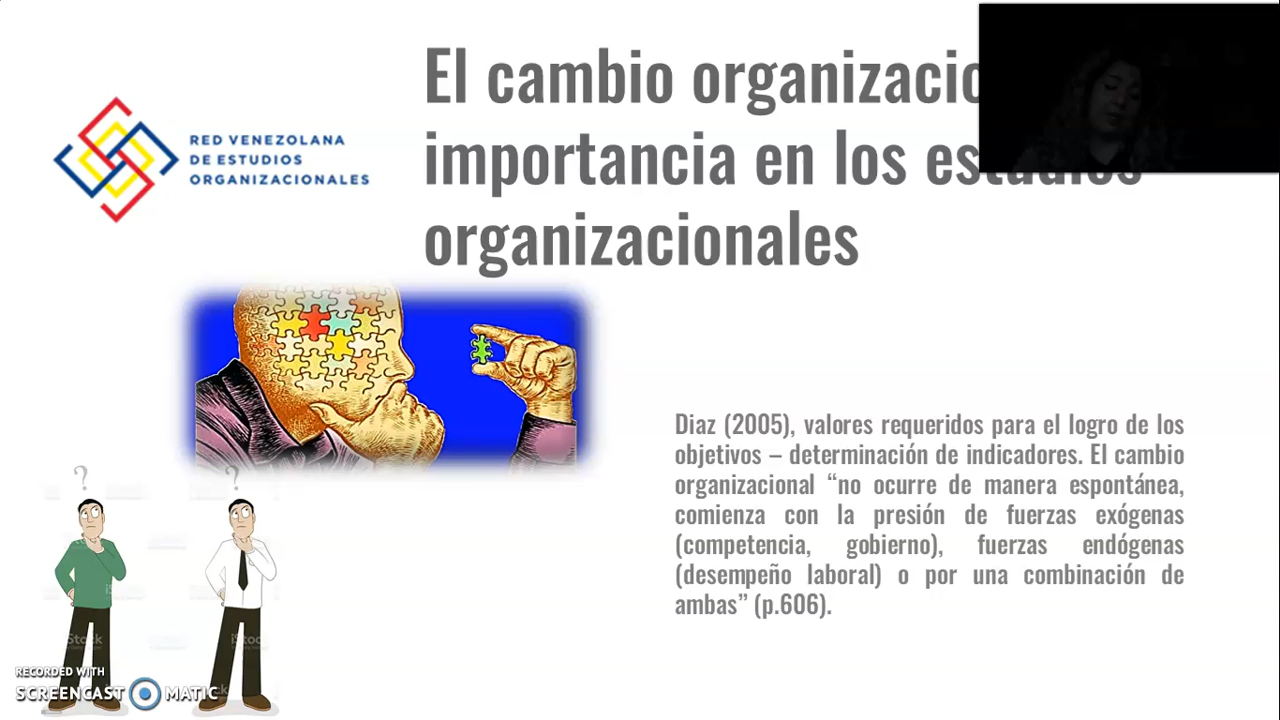 El cambio organizacio
importancia en los estudios
organizacionales
RED VENEZOLANA
DE ESTUDIOS
ORGANIZACIONALES
Diaz (2005), valores requeridos para el logro de los
objetivos – determinación de indicadores. El cambio
organizacional “no ocurre de manera espontánea,
comienza con la presión de fuerzas exógenas
(competencia, gobierno), fuerzas endógenas
(desempeño laboral) o por una combinación de
ambas” (p.606).
? ?
iStock iStock
RECORDED WITH
SCREENCAST MATIC